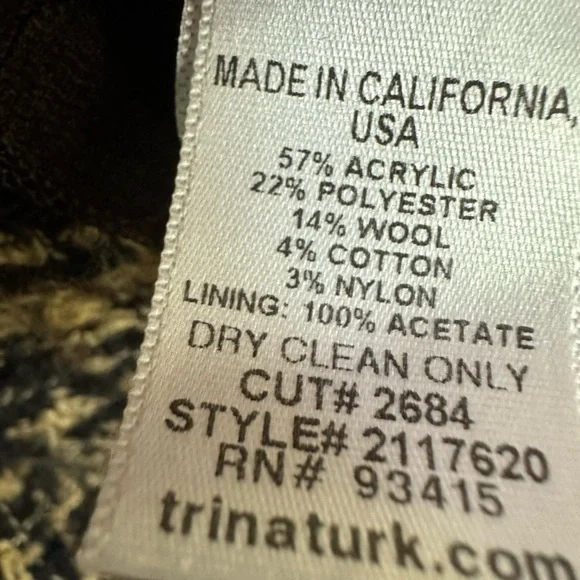 MADE IN CALIFORNIA,
USA
57% ACRYLIC
22% POLYESTER
14% WOOL
4% COTTON
3% NYLON
LINING: 100% ACETATE
DRY CLEAN ONLY
CUT# 2684
STYLE# 2117620
RN# 93415
trinaturk.com